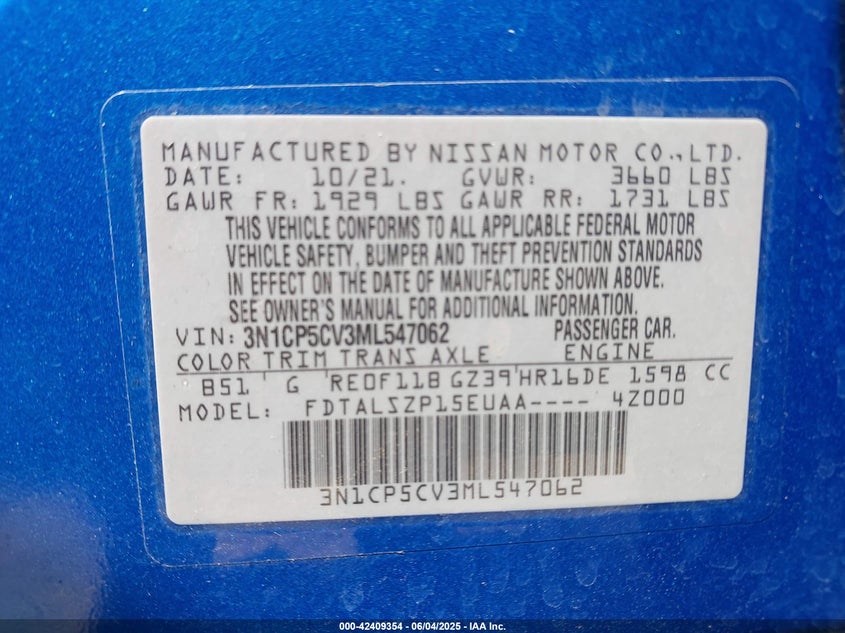 MANUFACTURED BY NISSAN MOTOR CO.,LTD.
DATE: 10/21. GVWR: 3660 LBS
GAWR FR: 1929 LBS GAWR RR: 1731 LBS
THIS VEHICLE CONFORMS TO ALL APPLICABLE FEDERAL MOTOR
VEHICLE SAFETY, BUMPER AND THEFT PREVENTION STANDARDS
IN EFFECT ON THE DATE OF MANUFACTURE SHOWN ABOVE.
SEE OWNER'S MANUAL FOR ADDITIONAL INFORMATION.
VIN: 3N1CP5CV3ML547062 PASSENGER CAR.
COLOR TRIM TRANS AXLE ENGINE
B51 G RE0F11B GZ39 HR16DE 1598 CC
MODEL: FDTALSZP15EUAA---- 4Z000
3N1CP5CV3ML547062
000-42409354 | 06/04/2025 - IAA Inc.